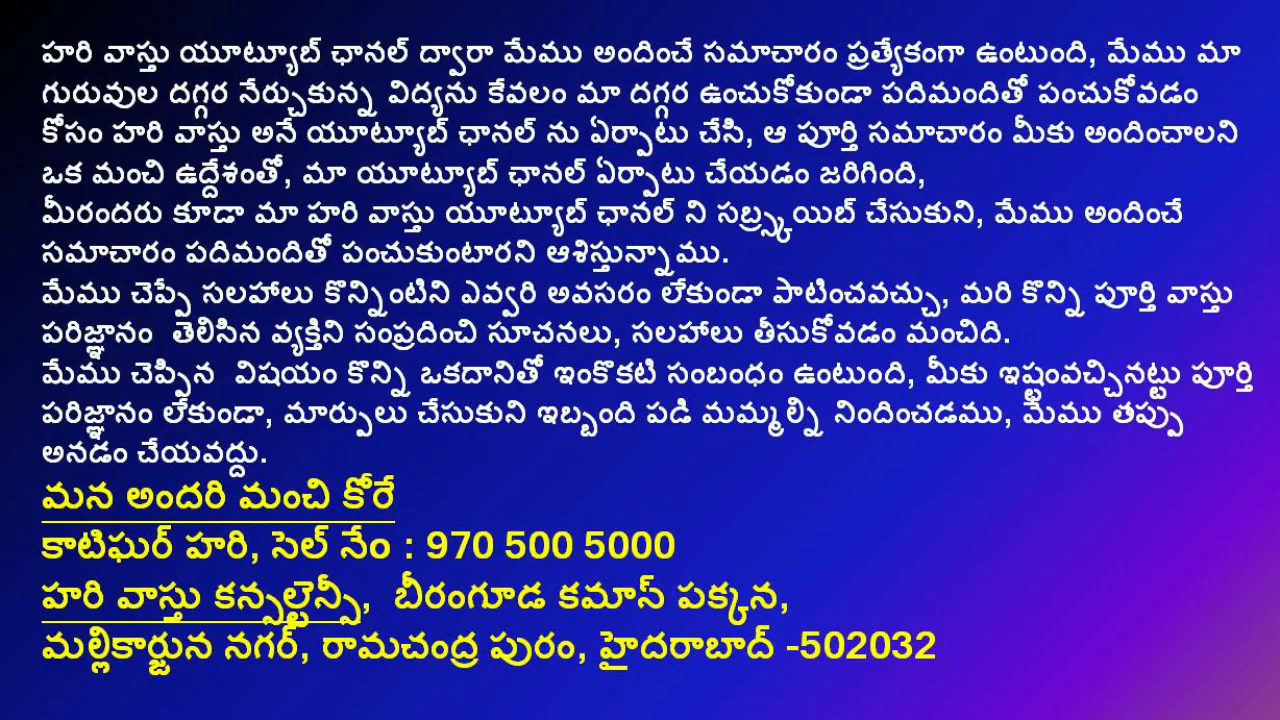 హరి వాస్తు యూట్యూబ్ ఛానల్ ద్వారా మేము అందించే సమాచారం ప్రత్యేకంగా ఉంటుంది, మేము మా
గురువుల దగ్గర నేర్చుకున్న విద్యను కేవలం మా దగ్గర ఉంచుకోకుండా పదిమందితో పంచుకోవడం
కోసం హరి వాస్తు అనే యూట్యూబ్ ఛానల్ ను ఏర్పాటు చేసి, ఆ పూర్తి సమాచారం మీకు అందించాలని
ఒక మంచి ఉద్దేశంతో, మా యూట్యూబ్ ఛానల్ ఏర్పాటు చేయడం జరిగింది,
మీరందరు కూడా మా హరి వాస్తు యూట్యూబ్ ఛానల్ ని సబ్స్క్రయిబ్ చేసుకుని, మేము అందించే
సమాచారం పదిమందితో పంచుకుంటారని ఆశిస్తున్నాము.
మేము చెప్పే సలహాలు కొన్నింటిని ఎవ్వరి అవసరం లేకుండా పాటించవచ్చు, మరి కొన్ని పూర్తి వాస్తు
పరిజ్ఞానం తెలిసిన వ్యక్తిని సంప్రదించి సూచనలు, సలహాలు తీసుకోవడం మంచిది.
మేము చెప్పిన విషయం కొన్ని ఒకదానితో ఇంకొకటి సంబంధం ఉంటుంది, మీకు ఇష్టంవచ్చినట్టు పూర్తి
పరిజ్ఞానం లేకుండా, మార్పులు చేసుకుని ఇబ్బంది పడి మమ్మల్ని నిందించడము, మేము తప్పు
అనడం చేయవద్దు.
మన అందరి మంచి కోరే
కాటిఘర్ హరి, సెల్ నేం : 970 500 5000
హరి వాస్తు కన్సల్టెన్సీ, బీరంగూడ కమాస్ పక్కన,
మల్లికార్జున నగర్, రామచంద్ర పురం, హైదరాబాద్ -502032